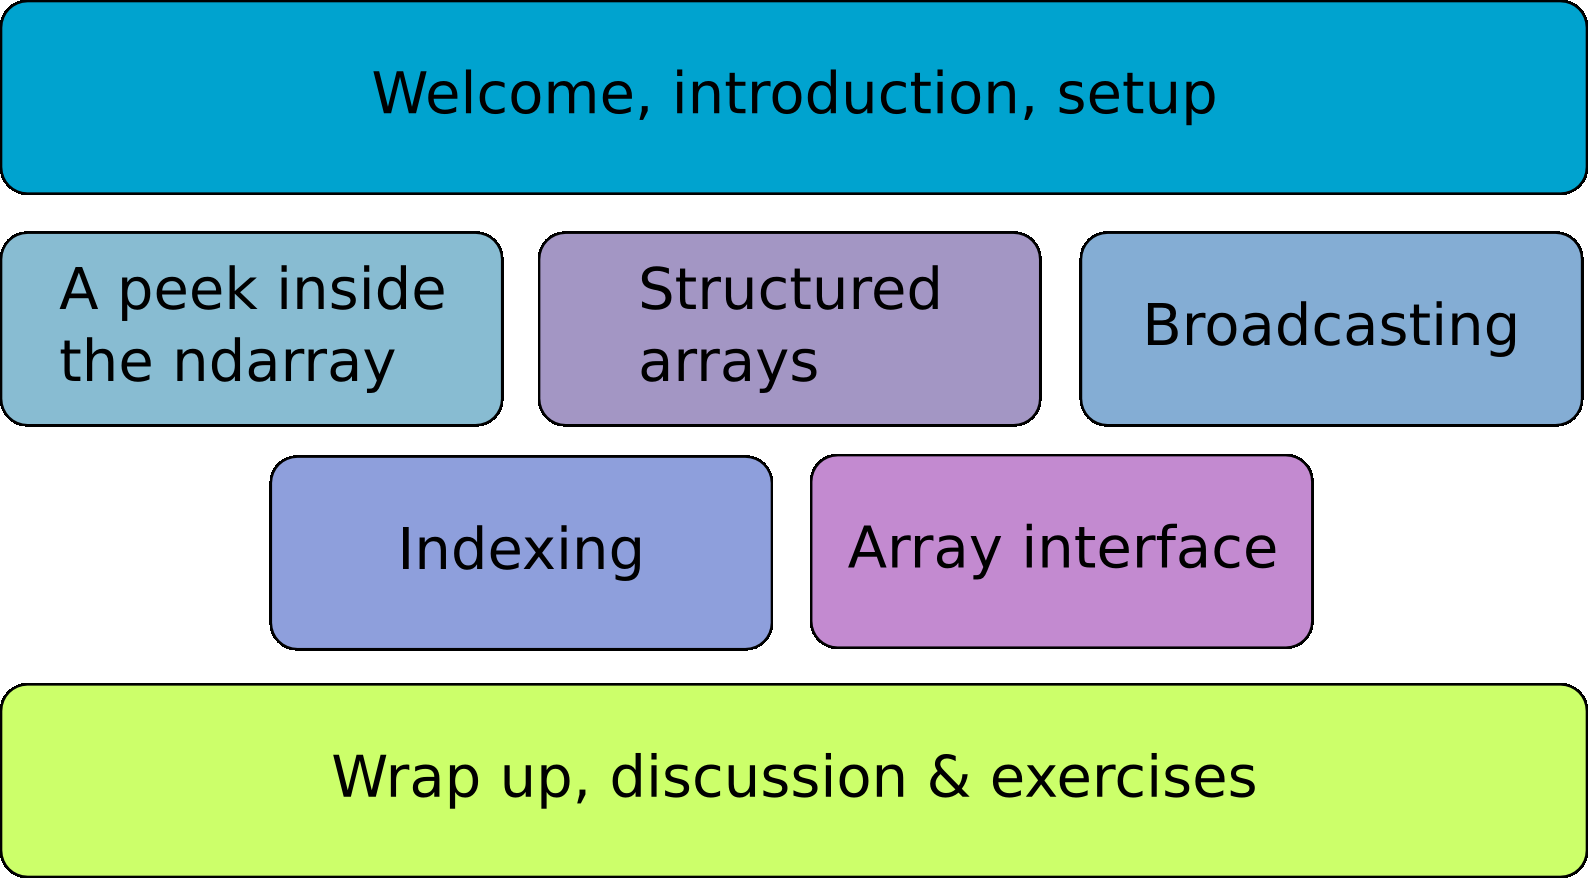 Welcome, introduction, setup
A peek inside
the ndarray
Structured
arrays
Broadcasting
Indexing
Array interface
Wrap up, discussion & exercises